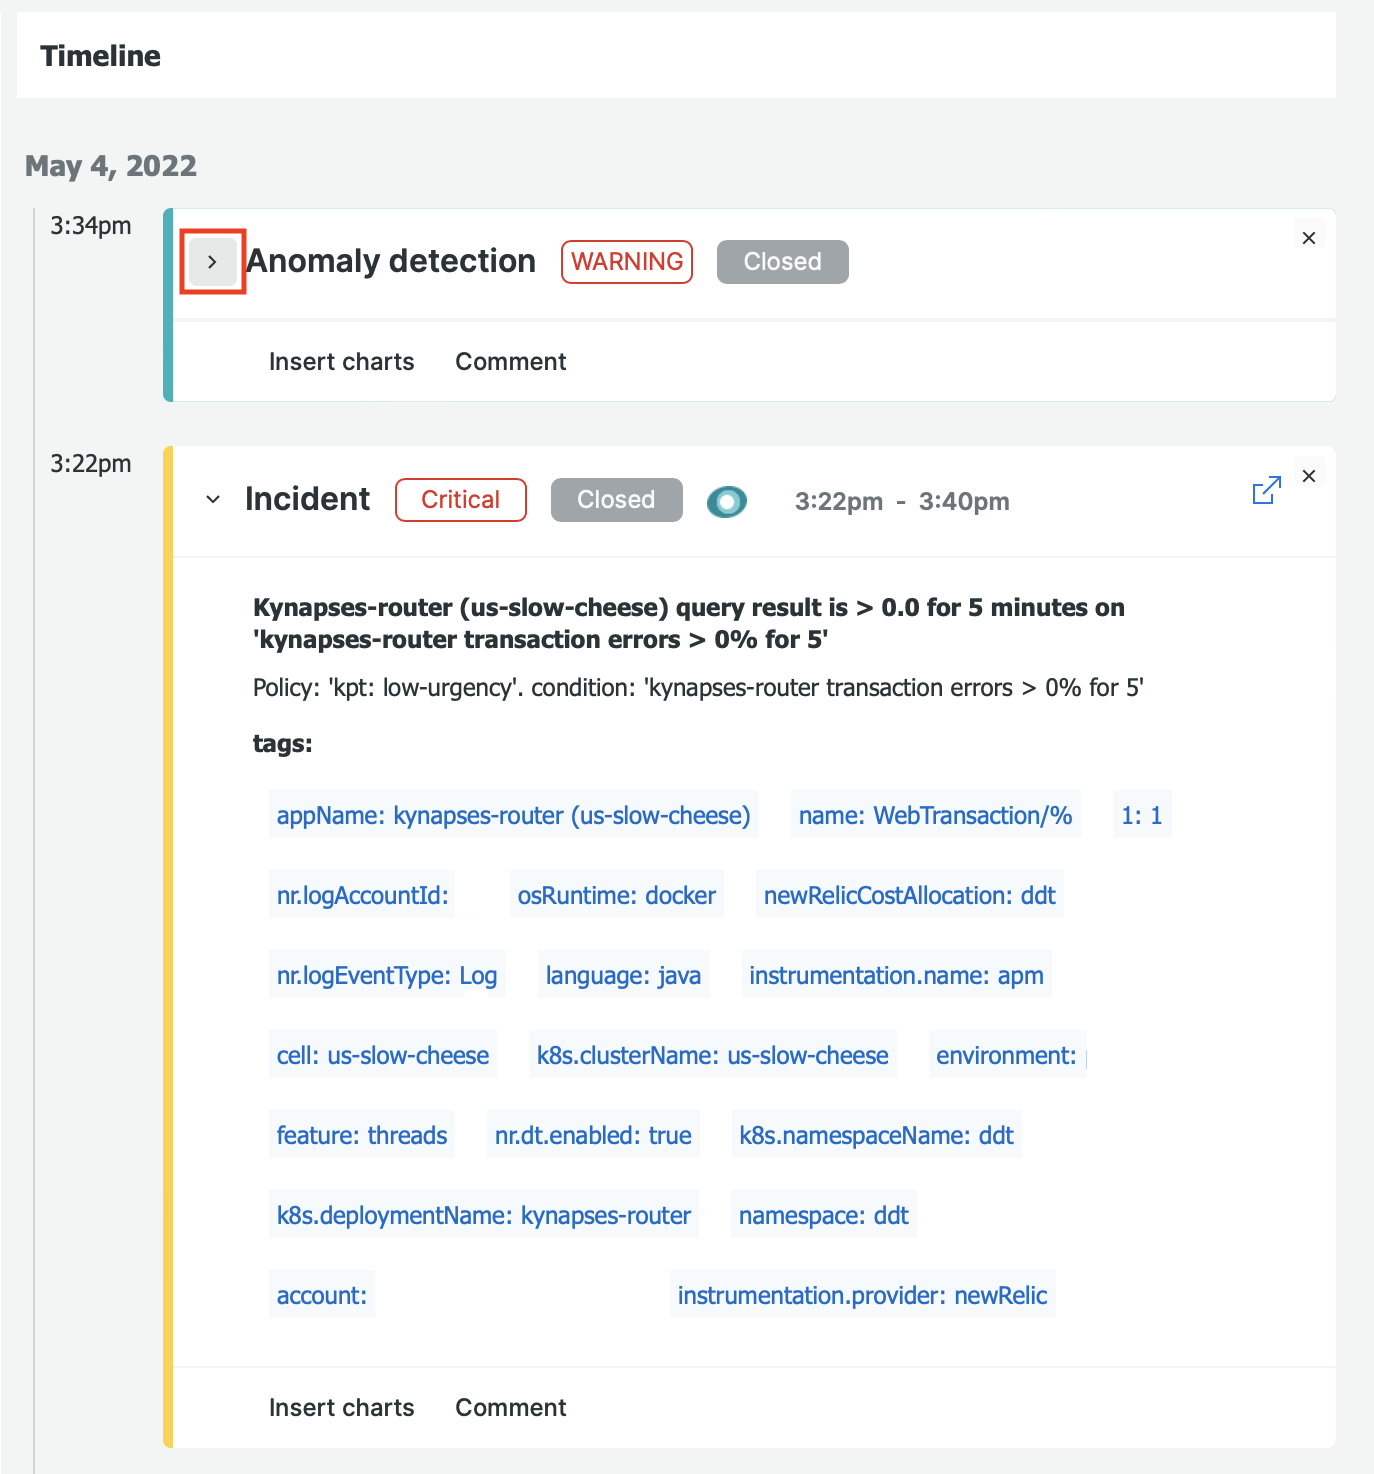 Timeline
May 4, 2022
3:34pm
Anomaly detection WARNING Closed
Insert charts Comment
3:22pm
Incident Critical Closed 3:22pm - 3:40pm
Kynapses-router (us-slow-cheese) query result is > 0.0 for 5 minutes on
'kynapses-router transaction errors > 0% for 5'
Policy: 'kpt: low-urgency'. condition: 'kynapses-router transaction errors > 0% for 5'
tags:
appName: kynapses-router (us-slow-cheese) name: WebTransaction/% 1: 1
nr.logAccountId: osRuntime: docker newRelicCostAllocation: ddt
nr.logEventType: Log language: java instrumentation.name: apm
cell: us-slow-cheese k8s.clusterName: us-slow-cheese environment:
feature: threads nr.dt.enabled: true k8s.namespaceName: ddt
k8s.deploymentName: kynapses-router namespace: ddt
account: instrumentation.provider: newRelic
Insert charts Comment